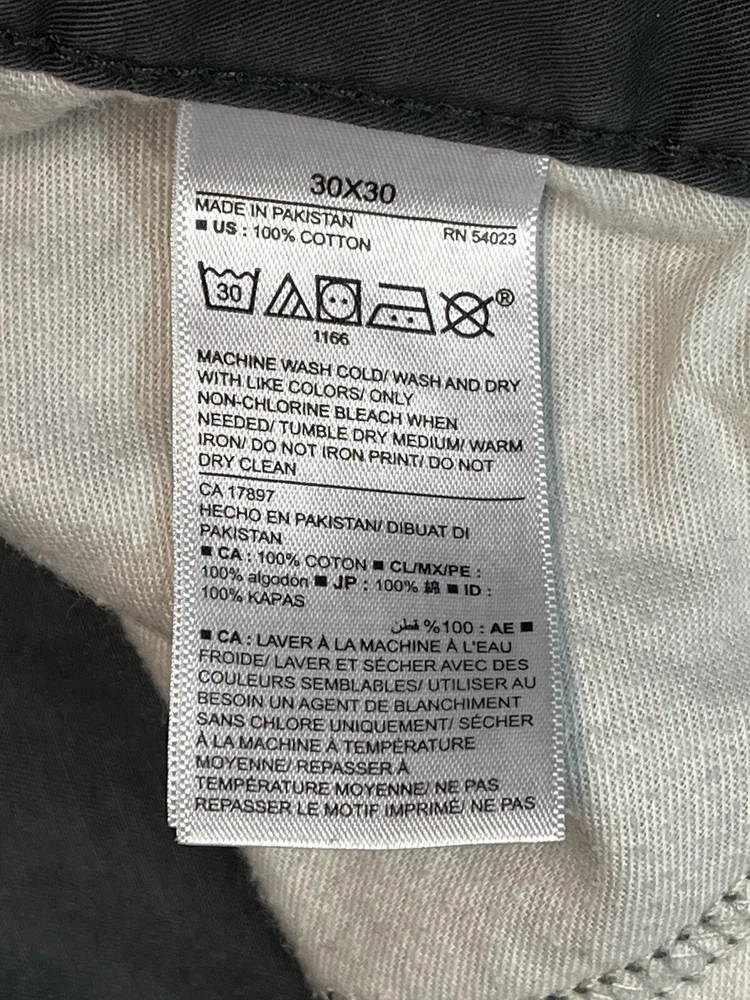 30X30
MADE IN PAKISTAN
■ US : 100% COTTON RN 54023
30
®
1166
MACHINE WASH COLD/ WASH AND DRY
WITH LIKE COLORS/ ONLY
NON-CHLORINE BLEACH WHEN
NEEDED/ TUMBLE DRY MEDIUM/ WARM
IRON/ DO NOT IRON PRINT/ DO NOT
DRY CLEAN
CA 17897
HECHO EN PAKISTAN/ DIBUAT DI
PAKISTAN
■ CA : 100% COTON ■ CL/MX/PE :
100% algodón ■ JP : 100% 綿 ■ ID :
100% KAPAS
■ AE : 100% قطن
■ CA : LAVER À LA MACHINE À L'EAU
FROIDE/ LAVER ET SÉCHER AVEC DES
COULEURS SEMBLABLES/ UTILISER AU
BESOIN UN AGENT DE BLANCHIMENT
SANS CHLORE UNIQUEMENT/ SÉCHER
À LA MACHINE À TEMPÉRATURE
MOYENNE/ REPASSER À
TEMPÉRATURE MOYENNE/ NE PAS
REPASSER LE MOTIF IMPRIMÉ/ NE PAS